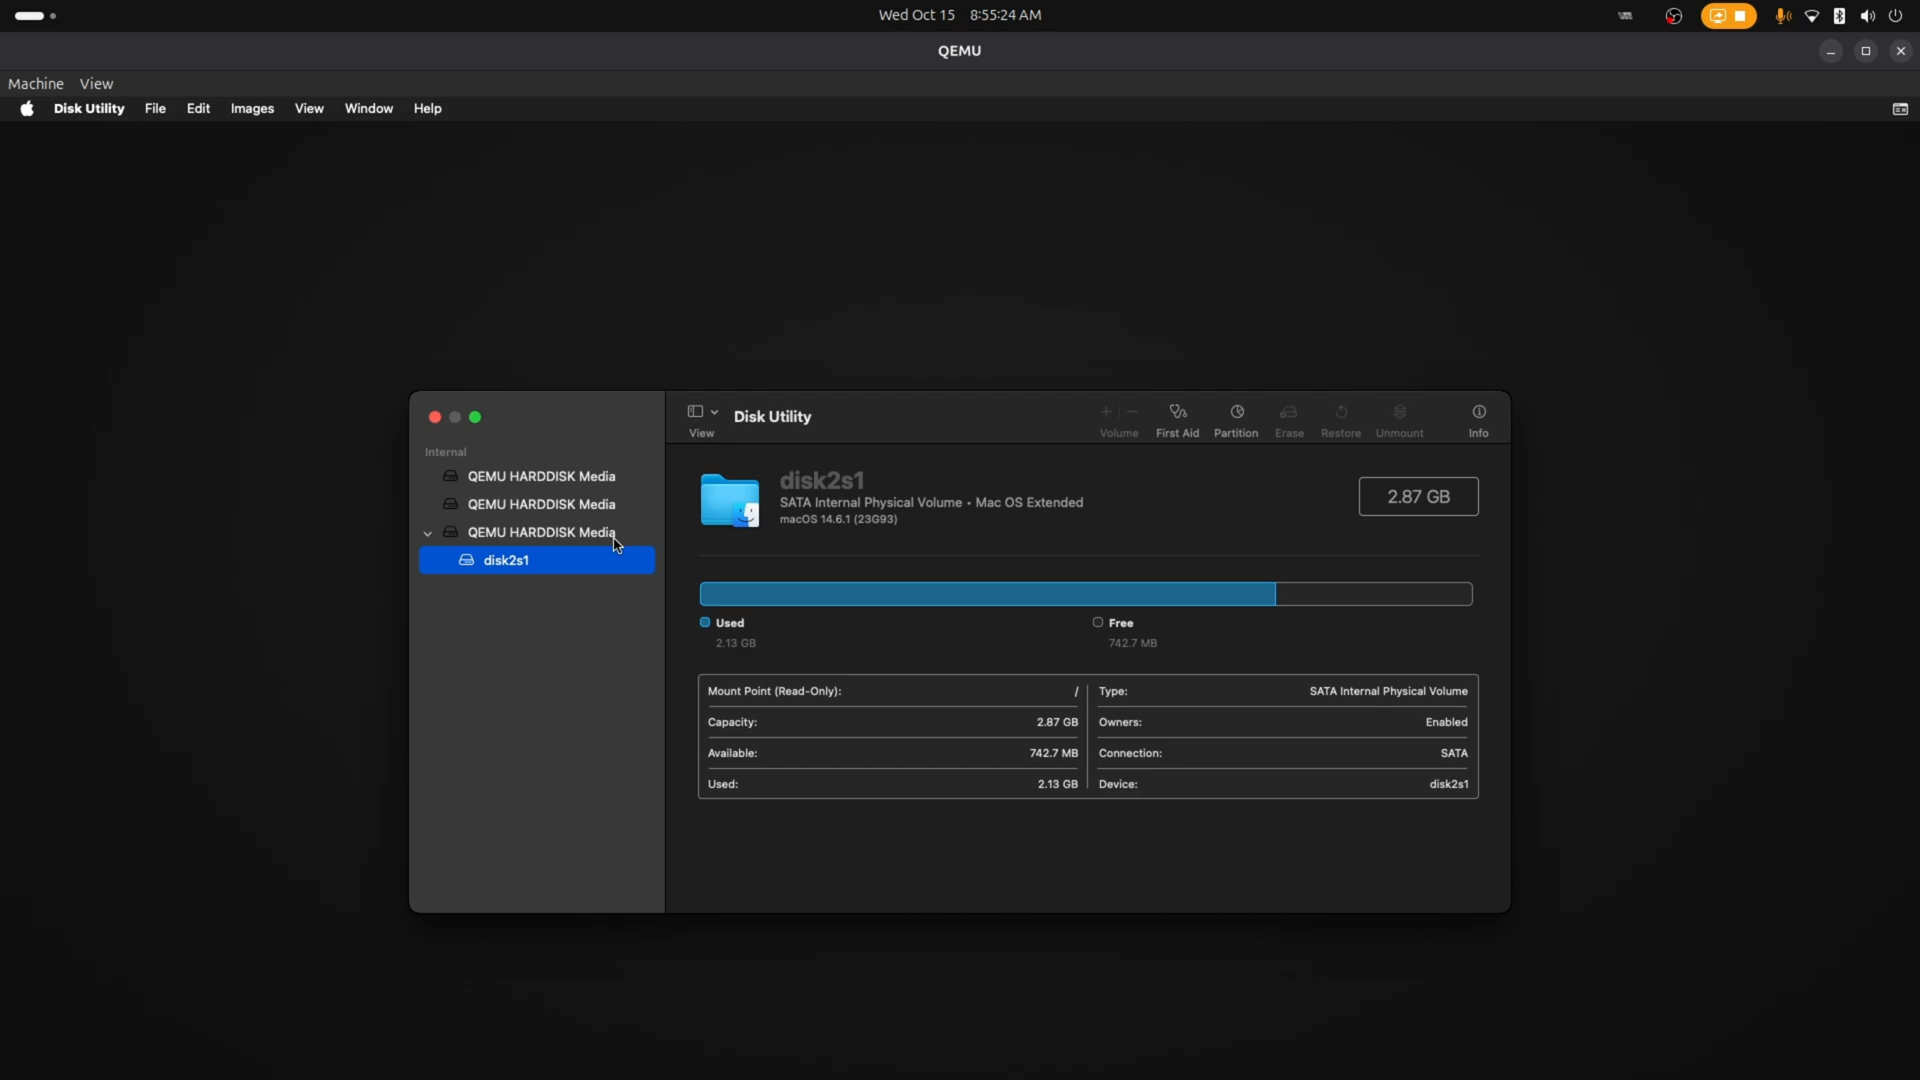 Wed Oct 15 8:55:24 AM
QEMU
Machine View
Disk Utility File Edit Images View Window Help
Disk Utility
View
Volume First Aid Partition Erase Restore Unmount Info
Internal
QEMU HARDDISK Media
QEMU HARDDISK Media
QEMU HARDDISK Media
disk2s1
disk2s1
SATA Internal Physical Volume • Mac OS Extended
macOS 14.6.1 (23G93)
2.87 GB
Used
2.13 GB
Free
742.7 MB
Mount Point (Read-Only): /
Type: SATA Internal Physical Volume
Capacity: 2.87 GB
Owners: Enabled
Available: 742.7 MB
Connection: SATA
Used: 2.13 GB
Device: disk2s1